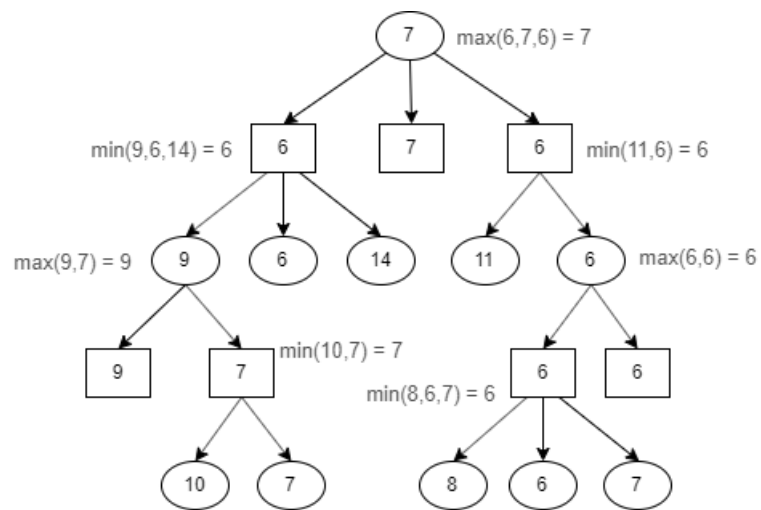 7 max(6,7,6) = 7
min(9,6,14) = 6 6 7 6 min(11,6) = 6
max(9,7) = 9 9 6 14 11 6 max(6,6) = 6
9 7 min(10,7) = 7 6 6
min(8,6,7) = 6
10 7 8 6 7